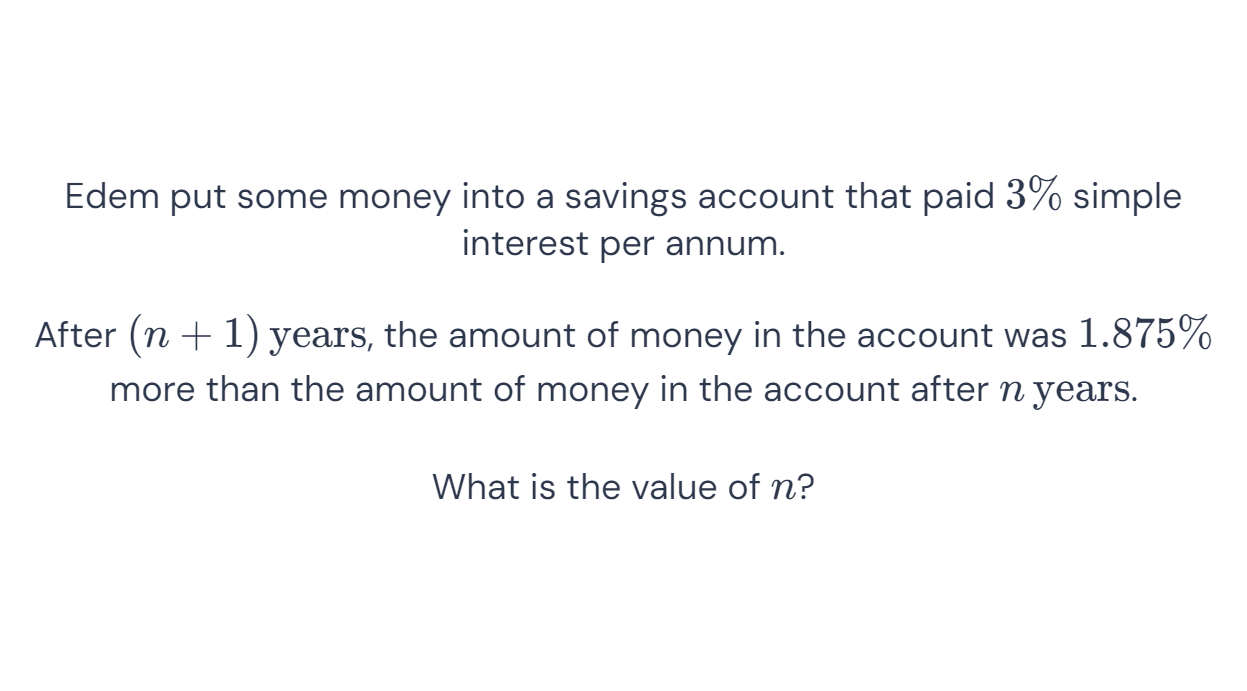 Edem put some money into a savings account that paid 3% simple
interest per annum.
After (n + 1) years, the amount of money in the account was 1.875%
more than the amount of money in the account after n years.
What is the value of n?